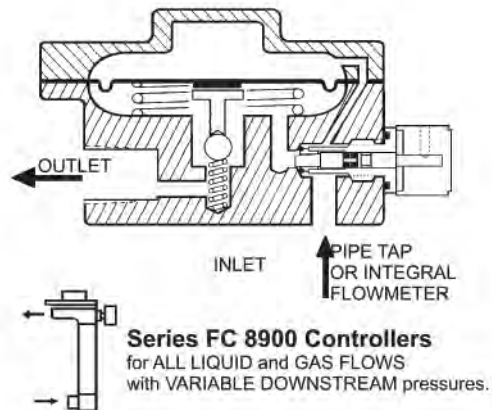 OUTLET
INLET
PIPE TAP
OR INTEGRAL
FLOWMETER
Series FC 8900 Controllers
for ALL LIQUID and GAS FLOWS
with VARIABLE DOWNSTREAM pressures.